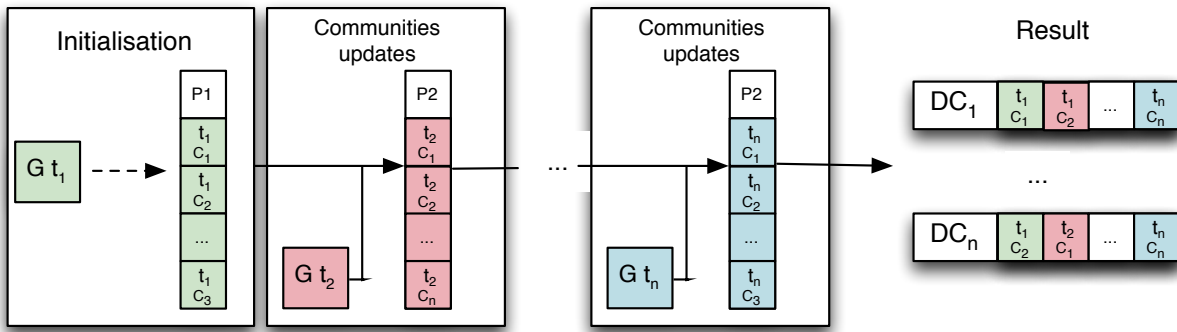 Initialisation
G t₁
P1
t₁
C₁
t₁
C₂
...
t₁
C₃
Communities
updates
G t₂
P2
t₂
C₁
t₂
C₂
...
t₂
Cₙ
...
Communities
updates
G tₙ
P2
tₙ
C₁
tₙ
C₂
...
tₙ
C₃
Result
DC₁ t₁ C₁ t₁ C₂ ... tₙ Cₙ
...
DCₙ t₁ C₂ t₂ C₁ ... tₙ Cₙ